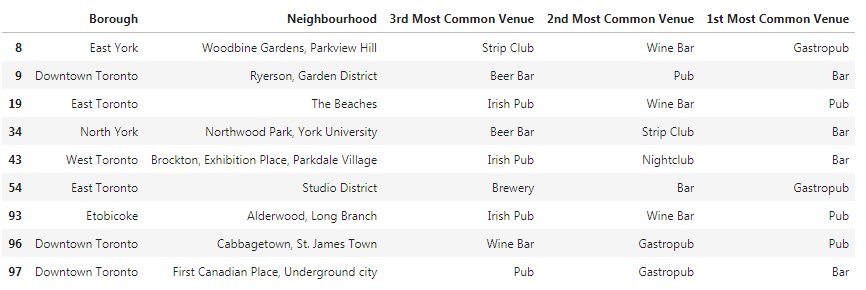 Borough Neighbourhood 3rd Most Common Venue 2nd Most Common Venue 1st Most Common Venue
8 East York Woodbine Gardens, Parkview Hill Strip Club Wine Bar Gastropub
9 Downtown Toronto Ryerson, Garden District Beer Bar Pub Bar
19 East Toronto The Beaches Irish Pub Wine Bar Pub
34 North York Northwood Park, York University Beer Bar Strip Club Bar
43 West Toronto Brockton, Exhibition Place, Parkdale Village Irish Pub Nightclub Bar
54 East Toronto Studio District Brewery Bar Gastropub
93 Etobicoke Alderwood, Long Branch Irish Pub Wine Bar Pub
96 Downtown Toronto Cabbagetown, St. James Town Wine Bar Gastropub Pub
97 Downtown Toronto First Canadian Place, Underground city Pub Gastropub Bar